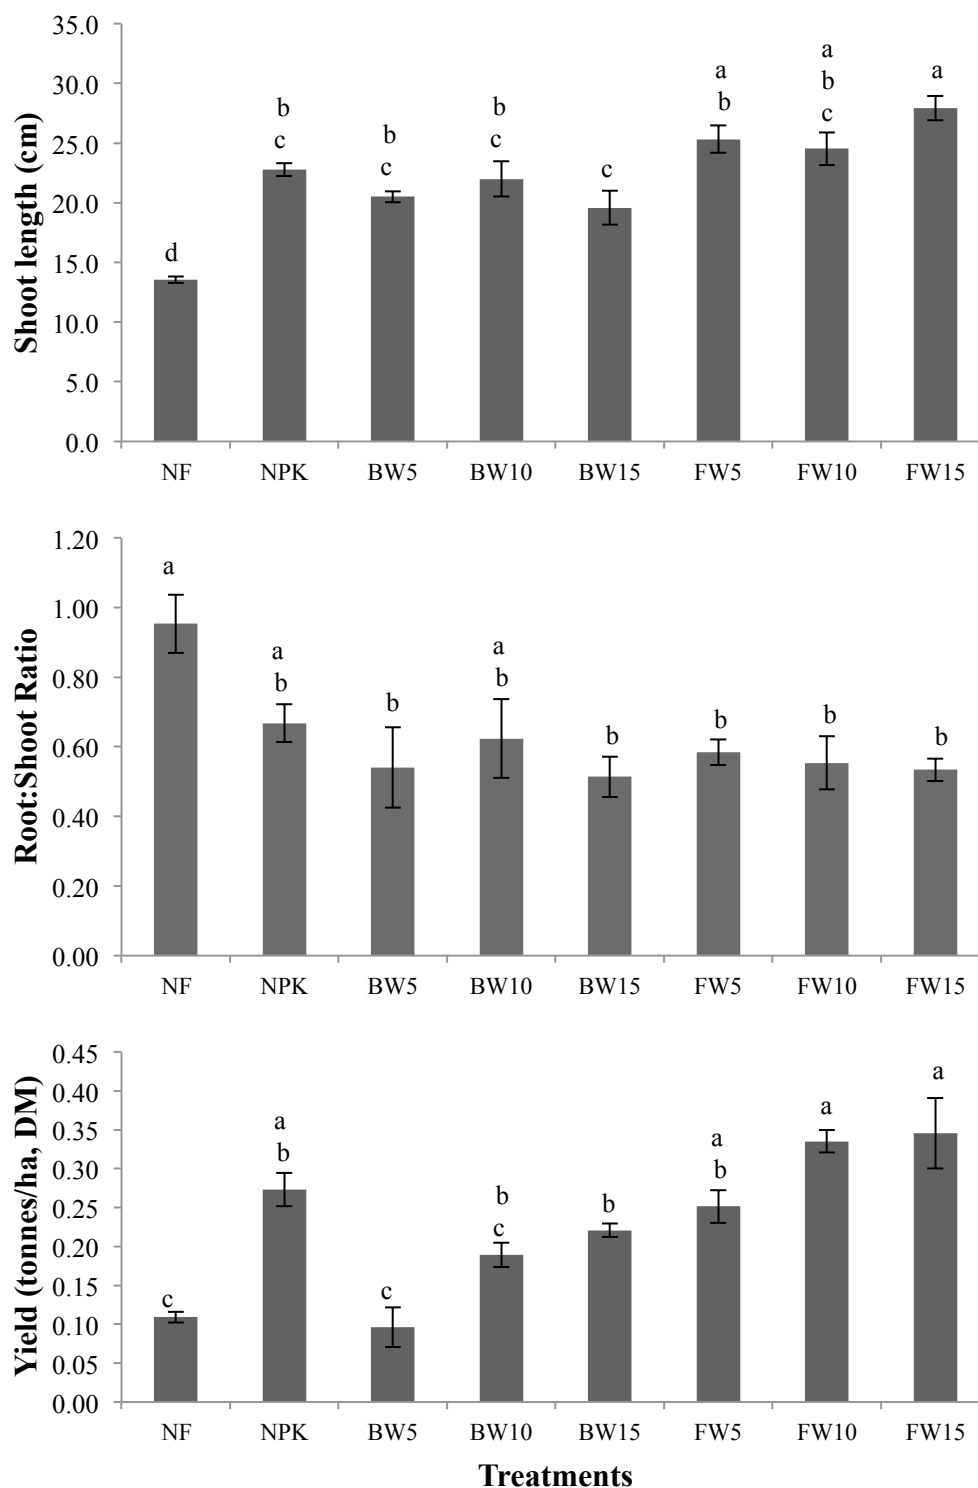 Shoot length (cm)
35.0
30.0
25.0
20.0
15.0
10.0
5.0
0.0
d
b
c
b
c
b
c
c
a
b
a
b
c
a
NF NPK BW5 BW10 BW15 FW5 FW10 FW15
Root:Shoot Ratio
1.20
1.00
0.80
0.60
0.40
0.20
0.00
a
a
b
b
a
b
b
b
b
b
NF NPK BW5 BW10 BW15 FW5 FW10 FW15
Yield (tonnes/ha, DM)
0.45
0.40
0.35
0.30
0.25
0.20
0.15
0.10
0.05
0.00
c
a
b
c
b
c
b
a
b
a
a
NF NPK BW5 BW10 BW15 FW5 FW10 FW15
Treatments